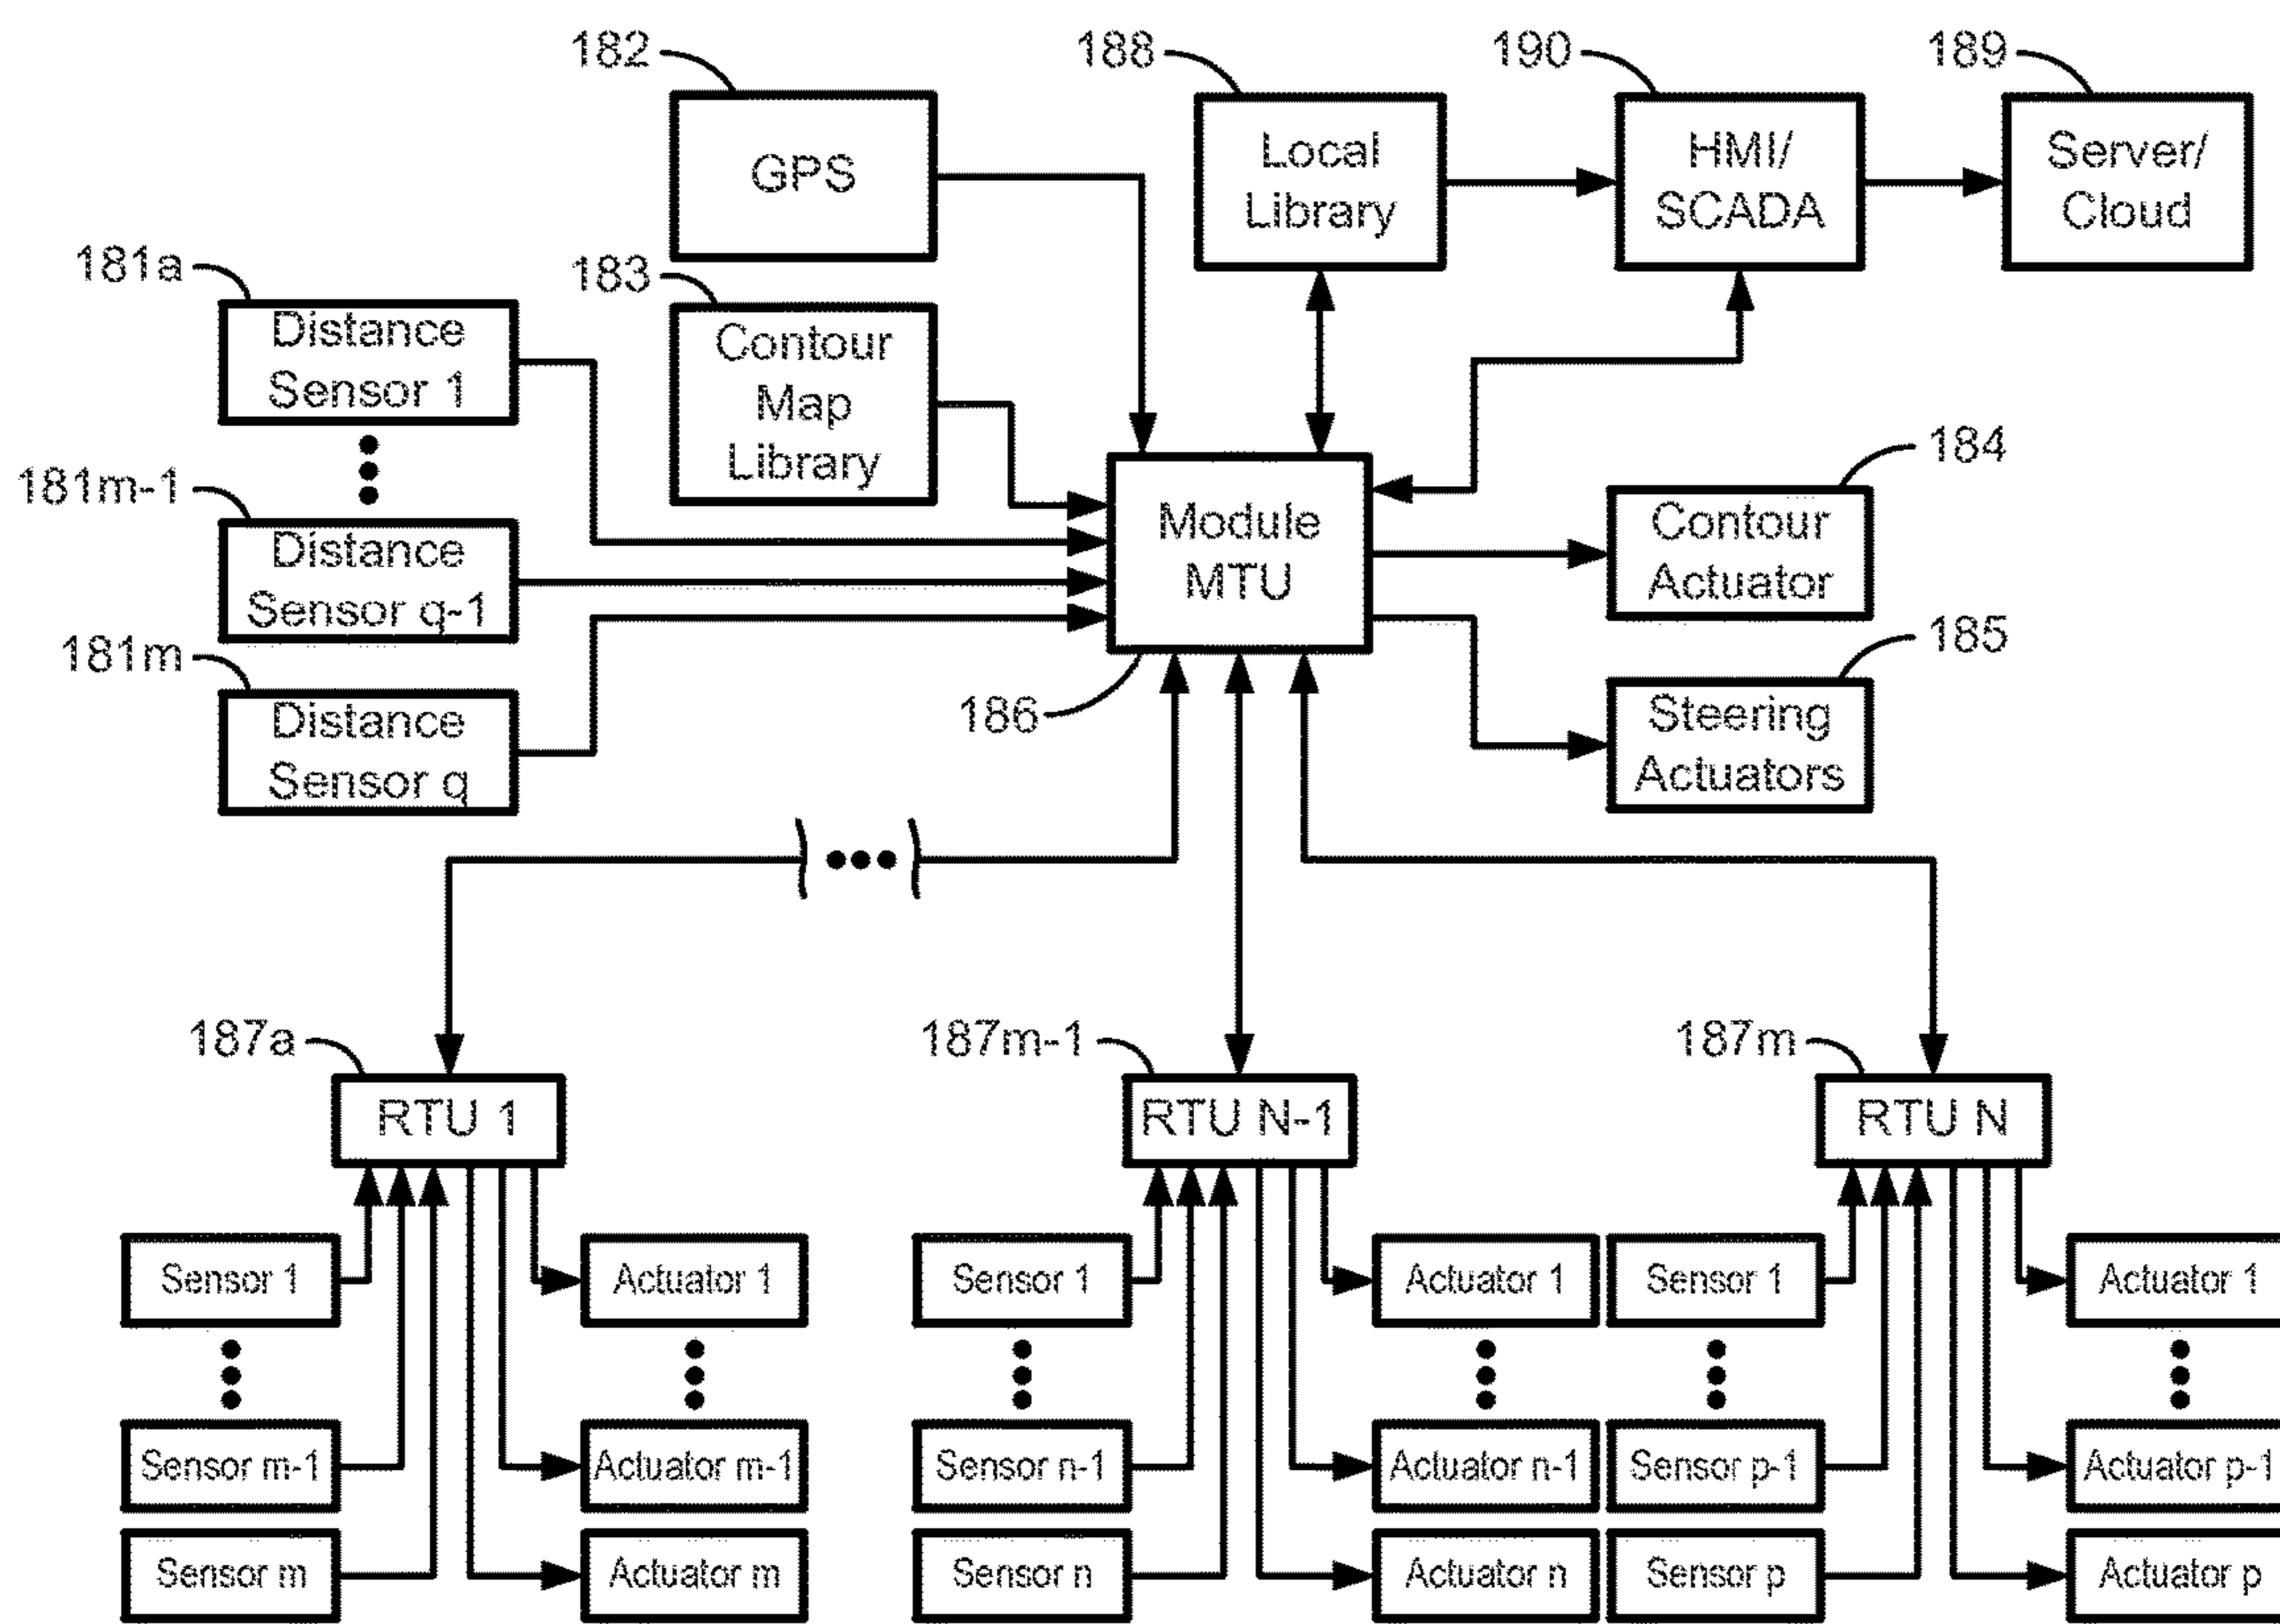 182
188
190
189
GPS
Local
Library
HMI/
SCADA
Server/
Cloud
181a
183
Distance
Sensor 1
Contour
Map
Library
181m-1
Distance
Sensor q-1
Module
MTU
184
Contour
Actuator
181m
Distance
Sensor q
186
185
Steering
Actuators
187a
187m-1
187m
RTU 1
RTU N-1
RTU N
Sensor 1
Actuator 1
Sensor 1
Actuator 1
Sensor 1
Actuator 1
Sensor m-1
Actuator m-1
Sensor n-1
Actuator n-1
Sensor p-1
Actuator p-1
Sensor m
Actuator m
Sensor n
Actuator n
Sensor p
Actuator p